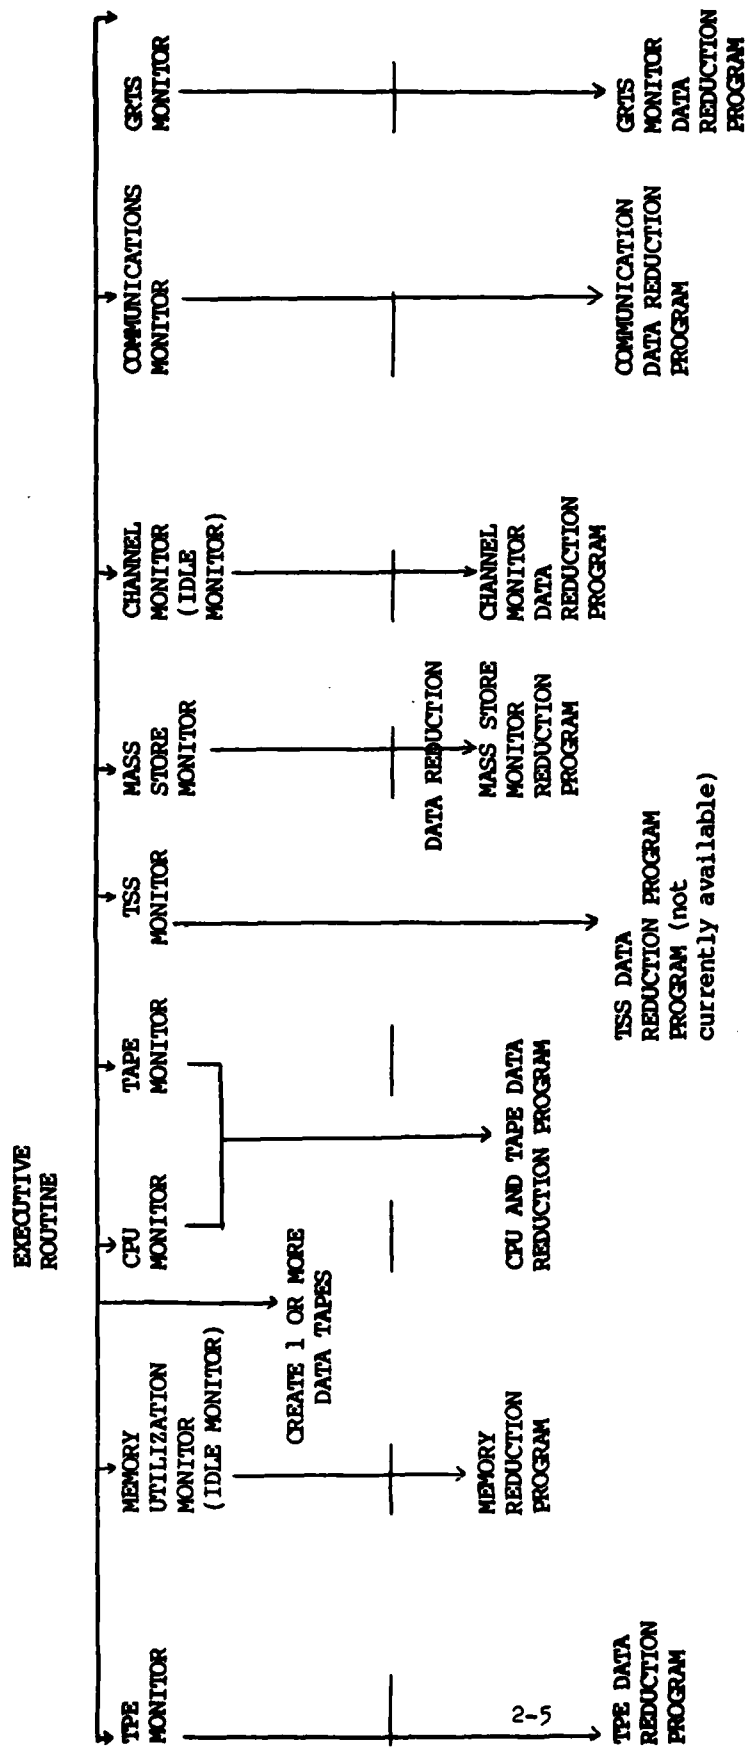 EXECUTIVE
ROUTINE
TPE
MONITOR
MEMORY
UTILIZATION
MONITOR
(IDLE MONITOR)
CPU
MONITOR
TAPE
MONITOR
TSS
MONITOR
MASS
STORE
MONITOR
CHANNEL
MONITOR
(IDLE
MONITOR)
COMMUNICATIONS
MONITOR
GRTS
MONITOR
CREATE 1 OR MORE
DATA TAPES
DATA REDUCTION
TPE DATA
REDUCTION
PROGRAM
MEMORY
REDUCTION
PROGRAM
CPU AND TAPE DATA
REDUCTION PROGRAM
TSS DATA
REDUCTION PROGRAM
PROGRAM (not
currently available)
MASS STORE
MONITOR
REDUCTION
PROGRAM
CHANNEL
MONITOR
DATA
REDUCTION
PROGRAM
COMMUNICATION
DATA REDUCTION
PROGRAM
GRTS
MONITOR
DATA
REDUCTION
PROGRAM
2-5